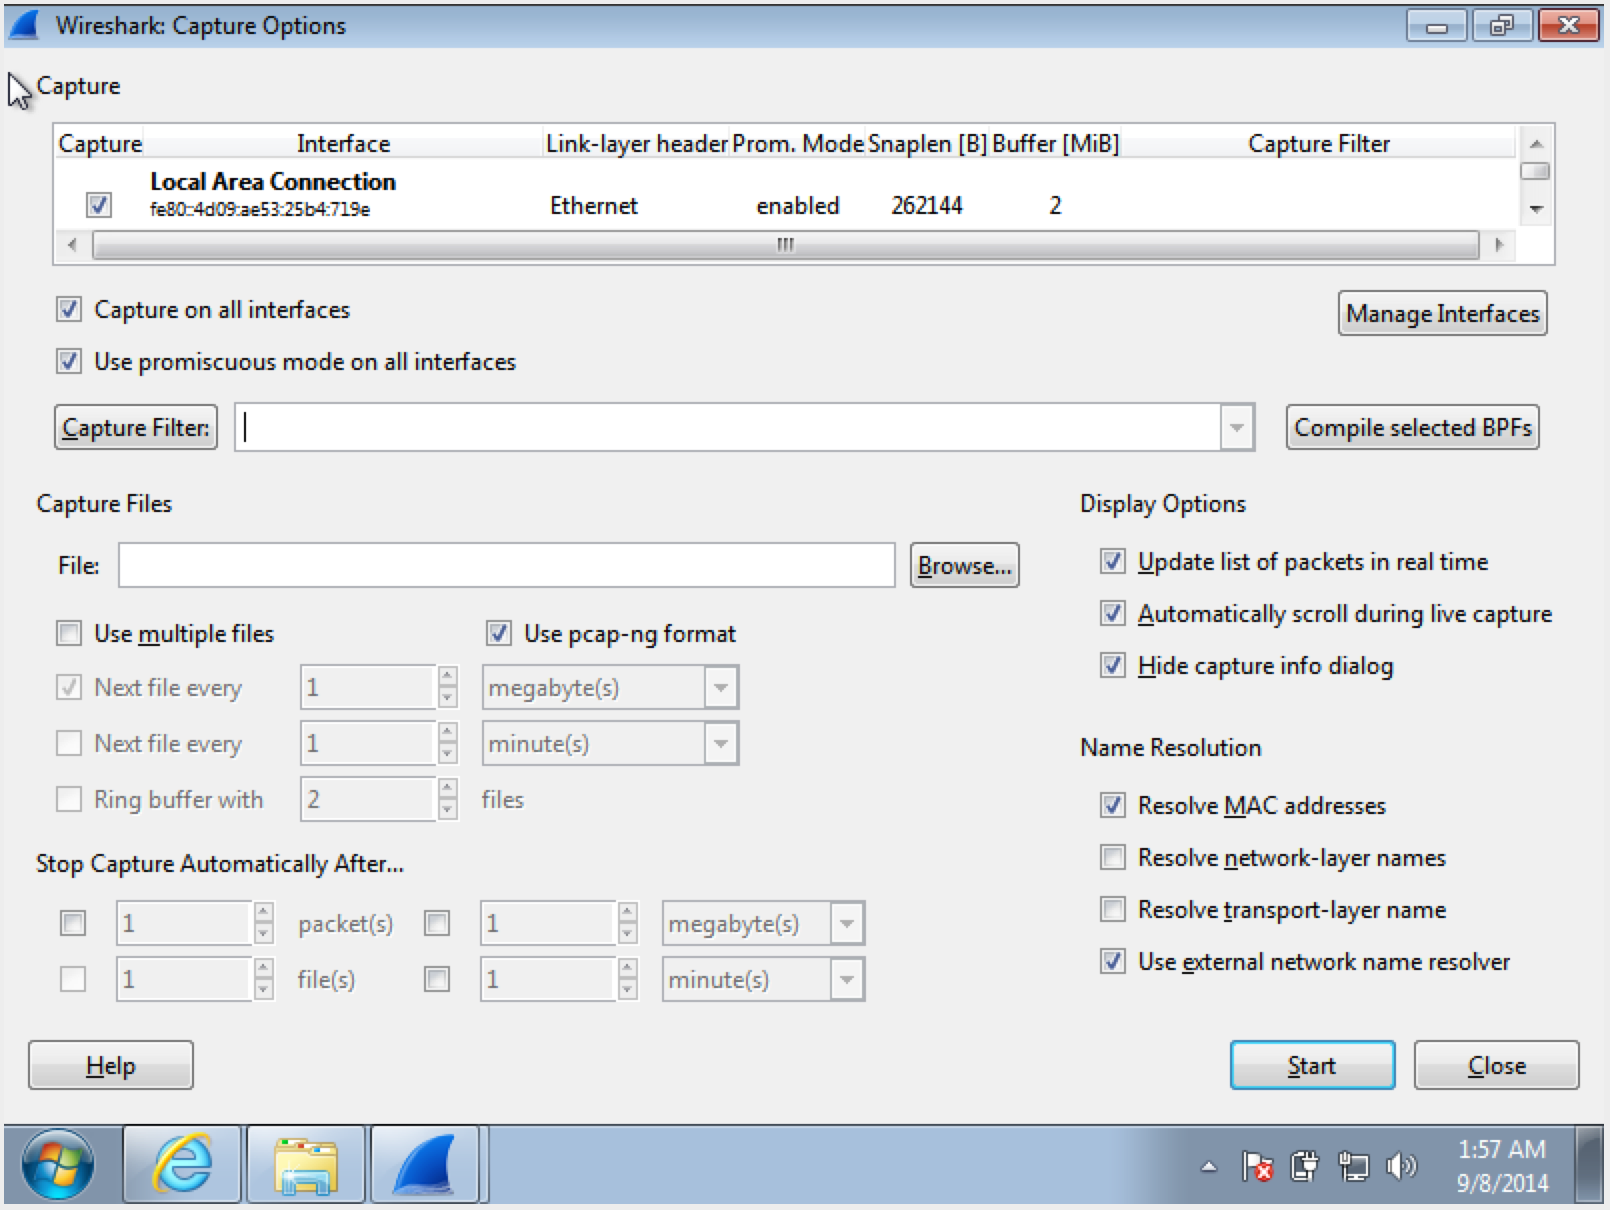 Wireshark: Capture Options
Capture
Capture Interface Link-layer header Prom. Mode Snaplen [B] Buffer [MiB] Capture Filter
Local Area Connection
fe80::4d09:ae53:25b4:719e
Ethernet enabled 262144 2
Capture on all interfaces
Manage Interfaces
Use promiscuous mode on all interfaces
Capture Filter:
Compile selected BPFs
Capture Files
File:
Browse...
Use multiple files
Use pcap-ng format
Next file every 1 megabyte(s)
Next file every 1 minute(s)
Ring buffer with 2 files
Stop Capture Automatically After...
1 packet(s) 1 megabyte(s)
1 file(s) 1 minute(s)
Display Options
Update list of packets in real time
Automatically scroll during live capture
Hide capture info dialog
Name Resolution
Resolve MAC addresses
Resolve network-layer names
Resolve transport-layer name
Use external network name resolver
Help
Start
Close
1:57 AM
9/8/2014